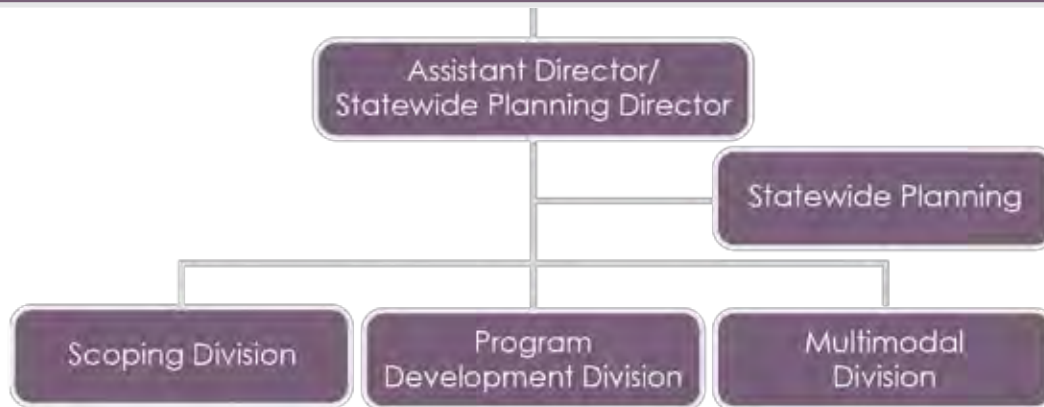 Assistant Director/
Statewide Planning Director
Statewide Planning
Scoping Division
Program
Development Division
Multimodal
Division